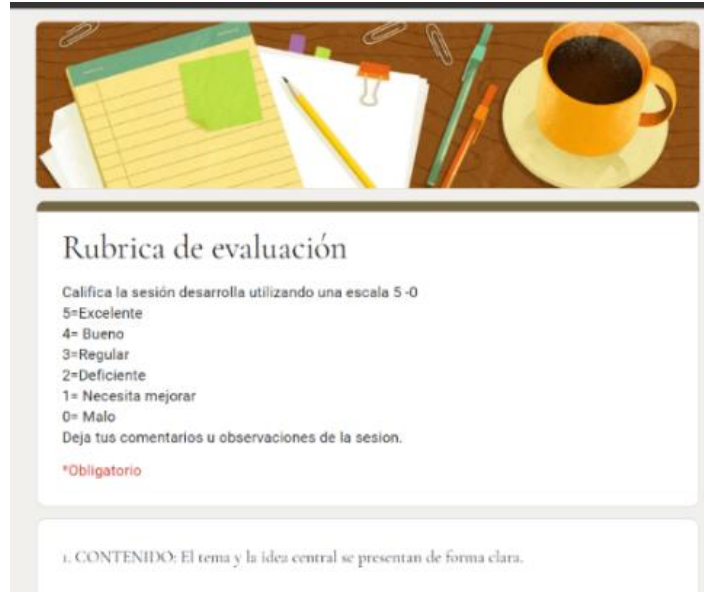 Rubrica de evaluación
Califica la sesión desarrolla utilizando una escala 5 -0
5=Excelente
4= Bueno
3=Regular
2=Deficiente
1= Necesita mejorar
0= Malo
Deja tus comentarios u observaciones de la sesion.
*Obligatorio
1. CONTENIDO: El tema y la idea central se presentan de forma clara.